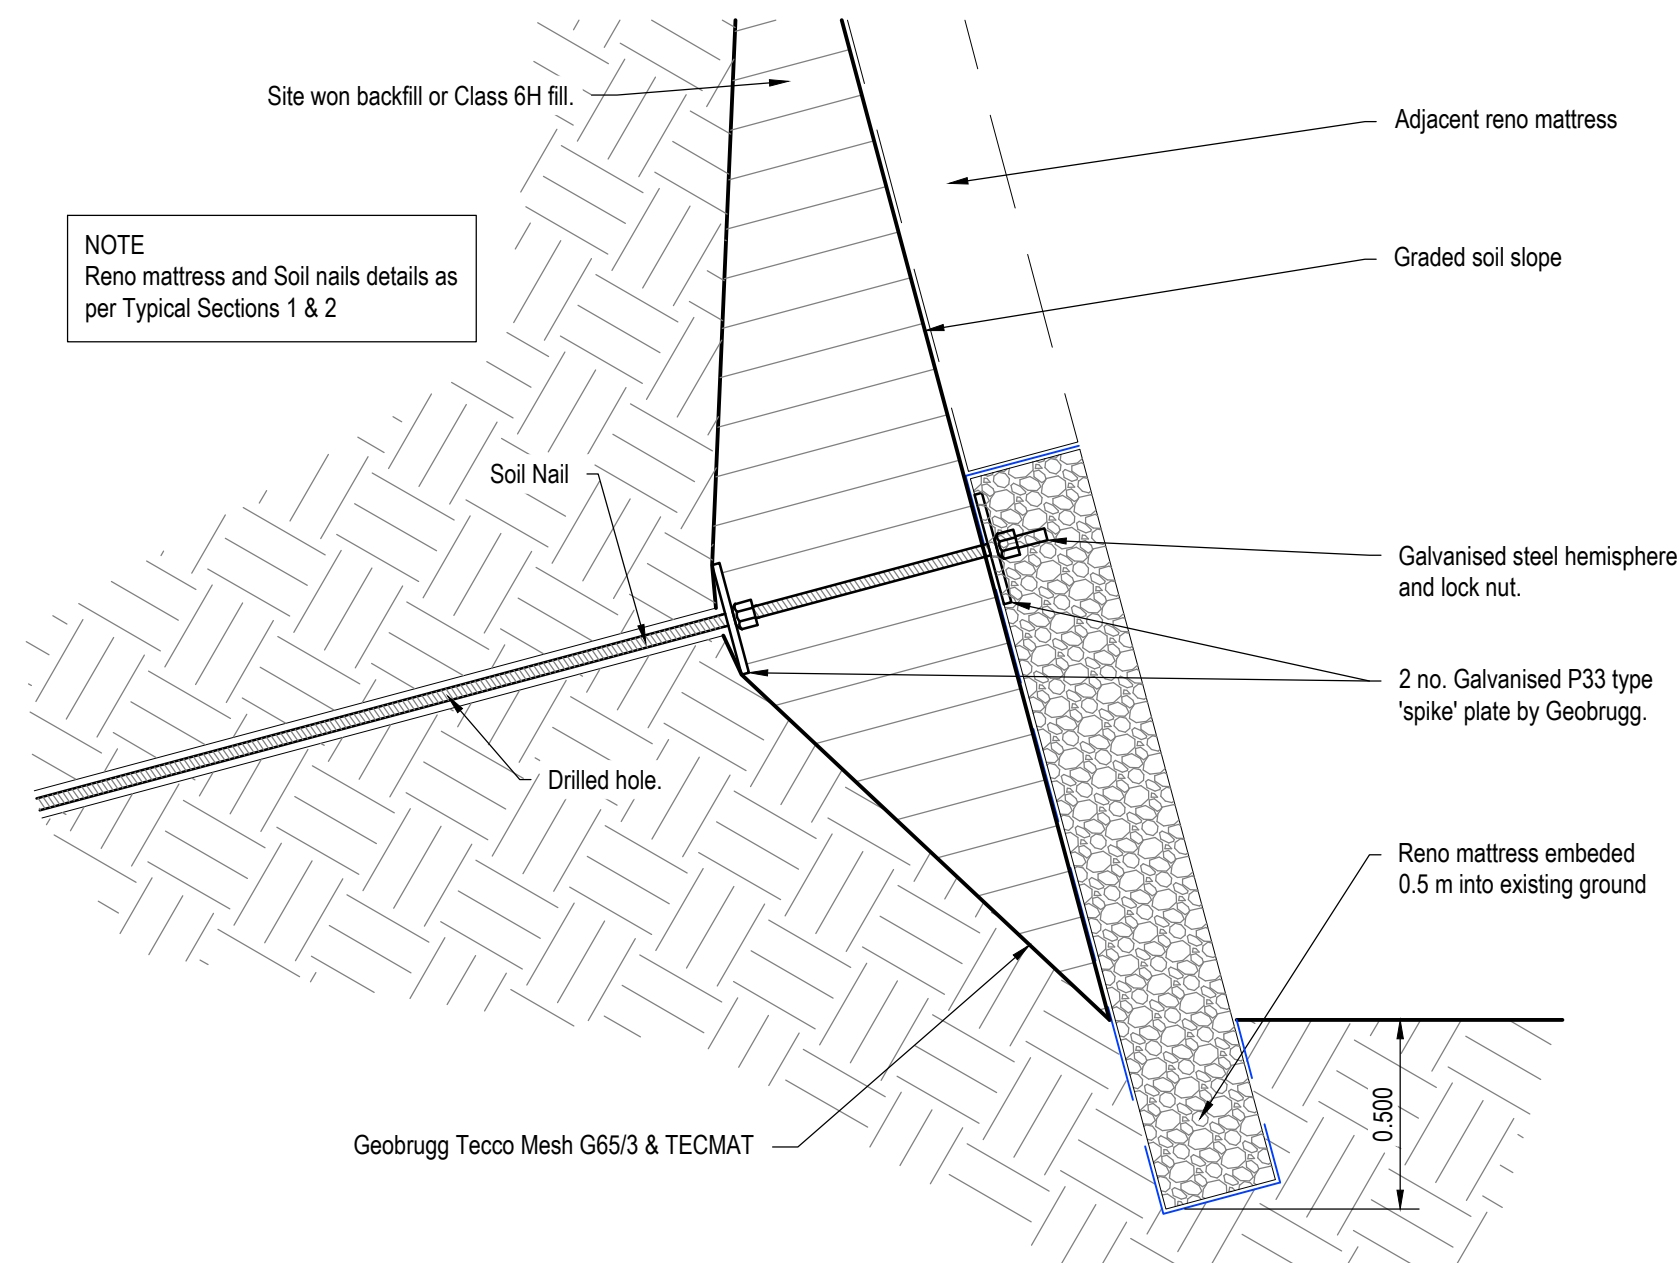 Site won backfill or Class 6H fill.
Adjacent reno mattress
NOTE
Reno mattress and Soil nails details as
per Typical Sections 1 & 2
Graded soil slope
Soil Nail
Galvanised steel hemisphere
and lock nut.
2 no. Galvanised P33 type
'spike' plate by Geobrugg.
Drilled hole.
Reno mattress embeded
0.5 m into existing ground
0.500
Geobrugg Tecco Mesh G65/3 & TECMAT